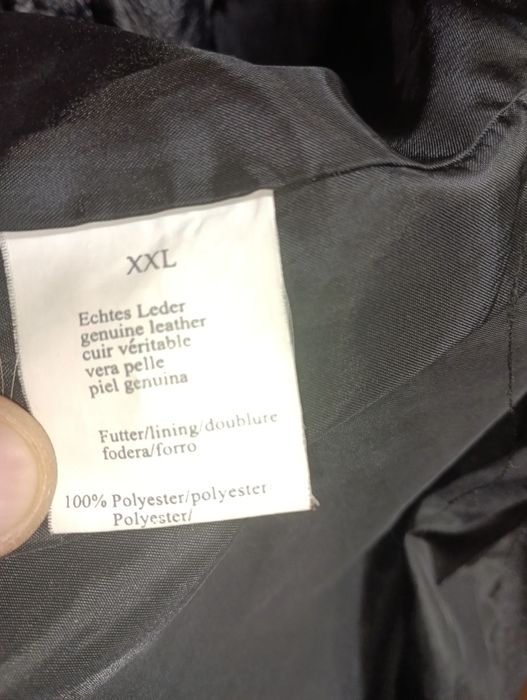 XXL
Echtes Leder
genuine leather
cuir véritable
vera pelle
piel genuina
Futter/lining/doublure
fodera/forro
100% Polyester/polyester
Polyester/